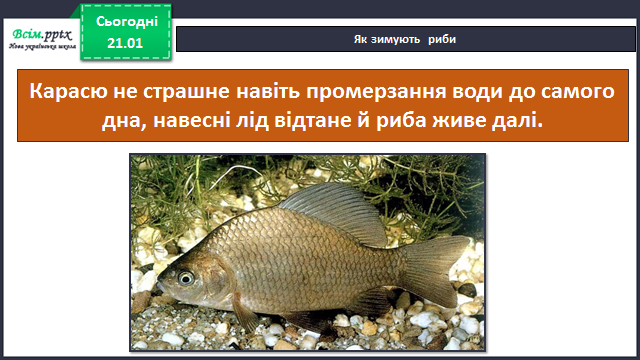 Всім.pptx
Нова українська школа
Сьогодні
21.01
Як зимують риби
Карасю не страшне навіть промерзання води до самого
дна, навесні лід відтане й риба живе далі.